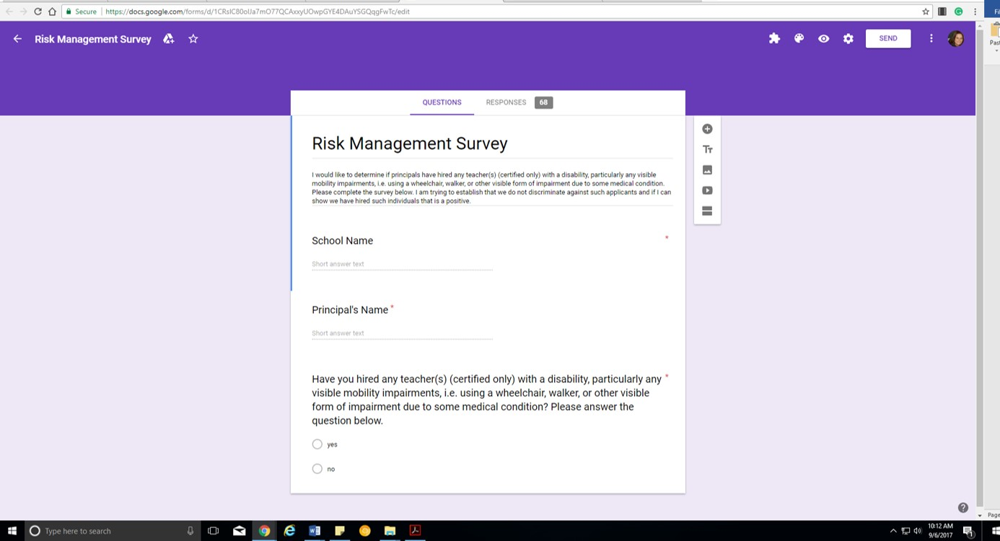 Secure https://docs.google.com/forms/d/1CRslC80olJa7mO77QCAxxyUOwpGYE4DAuYSGQqgFwTc/edit
Fi
Risk Management Survey
SEND
Past
QUESTIONS RESPONSES 68
Risk Management Survey
I would like to determine if principals have hired any teacher(s) (certified only) with a disability, particularly any visible
mobility impairments, i.e. using a wheelchair, walker, or other visible form of impairment due to some medical condition.
Please complete the survey below. I am trying to establish that we do not discriminate against such applicants and if I can
show we have hired such individuals that is a positive.
School Name *
Short answer text
Principal's Name *
Short answer text
Have you hired any teacher(s) (certified only) with a disability, particularly any *
visible mobility impairments, i.e. using a wheelchair, walker, or other visible
form of impairment due to some medical condition? Please answer the
question below.
yes
no
Page
Type here to search
10:12 AM
9/6/2017